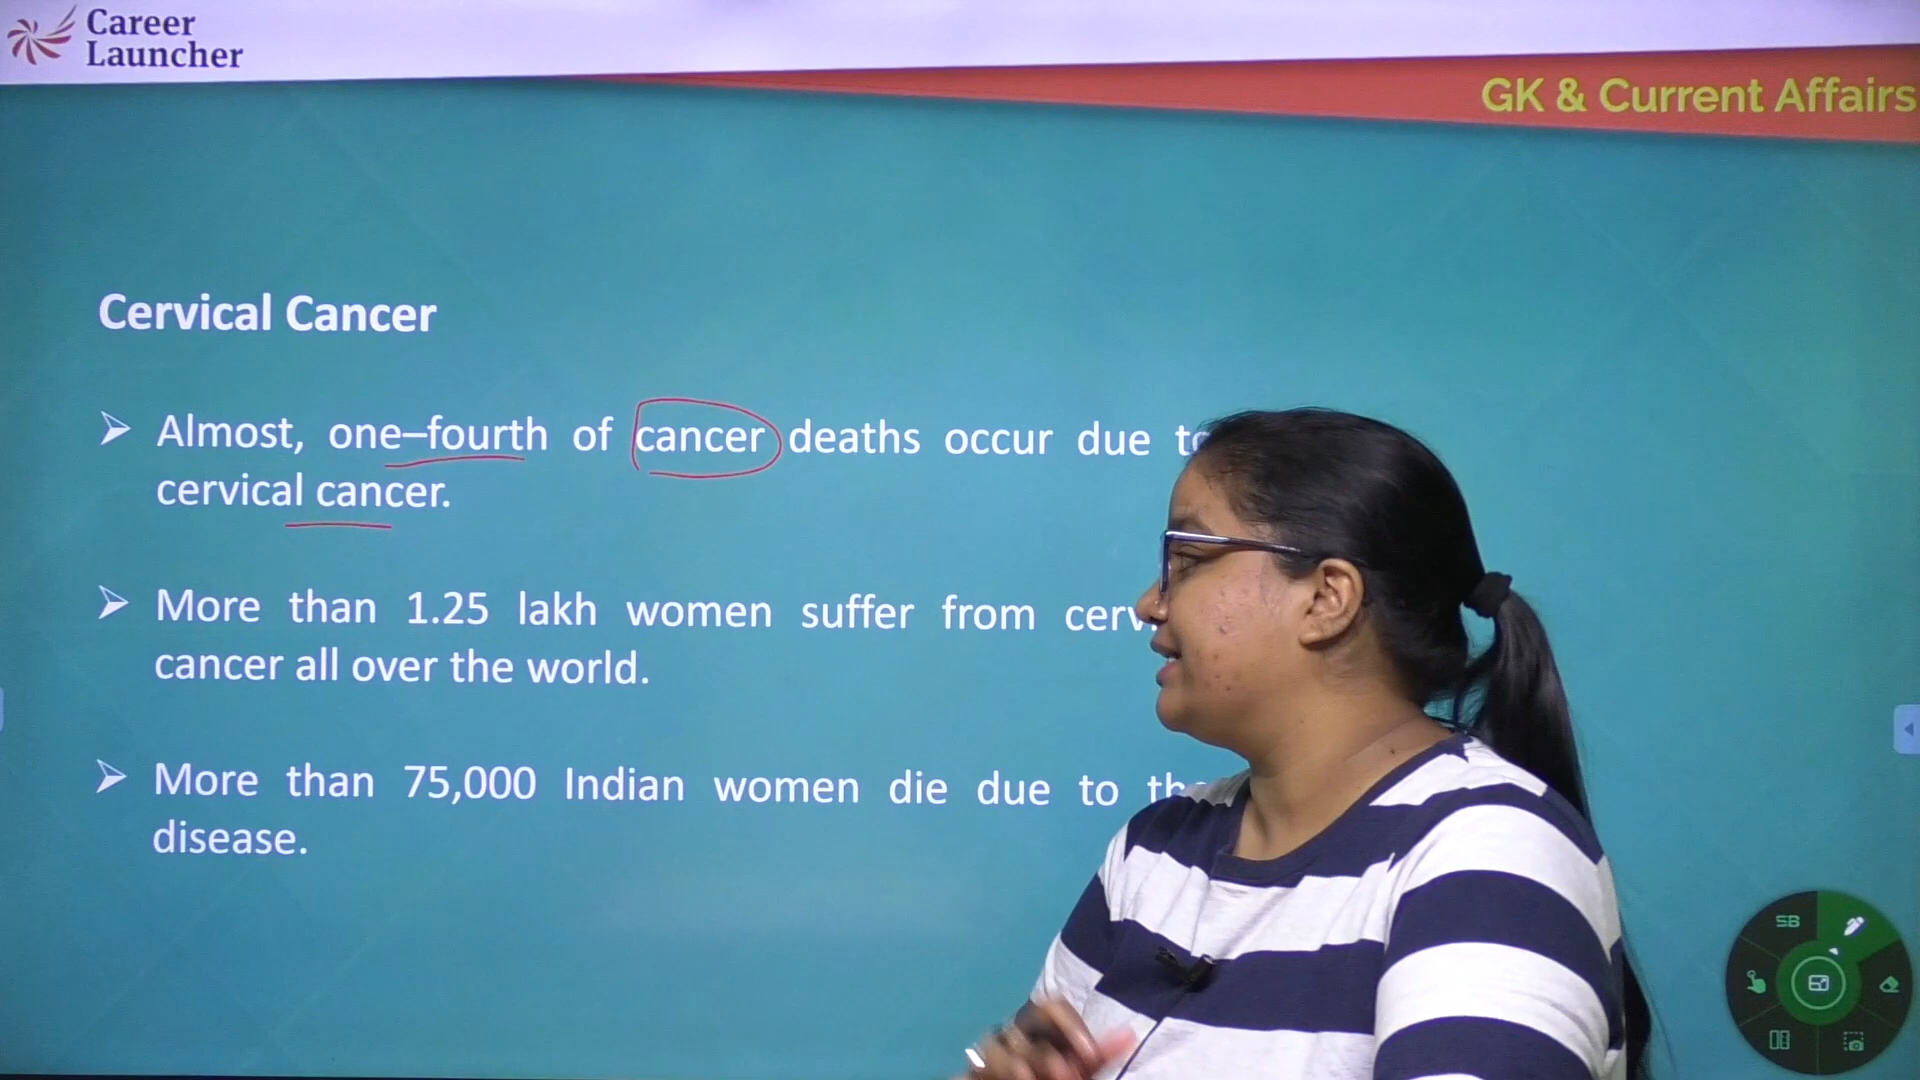 Career
Launcher
GK & Current Affairs
Cervical Cancer
Almost, one–fourth of cancer deaths occur due to
cervical cancer.
More than 1.25 lakh women suffer from
cancer all over the world.
More than 75,000 Indian women die due to
disease.
SB